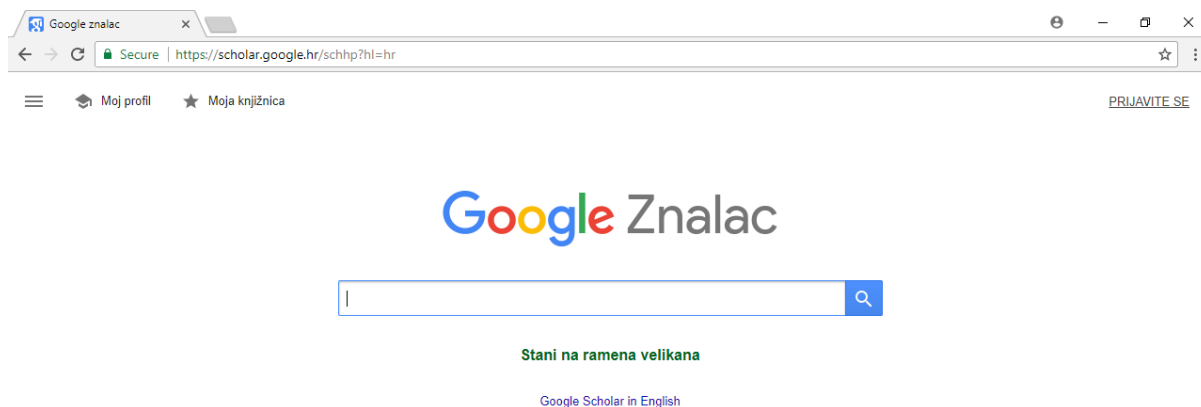 Google znalac
Secure | https://scholar.google.hr/schhp?hl=hr
Moj profil Moja knjižnica PRIJAVITE SE
Google Znalac
Stani na ramena velikana
Google Scholar in English